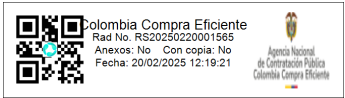 Colombia Compra Eficiente
Rad No. RS20250220001565
Anexos: No Con copia: No
Fecha: 20/02/2025 12:19:21
Agencia Nacional
de Contratación Pública
Colombia Compra Eficiente